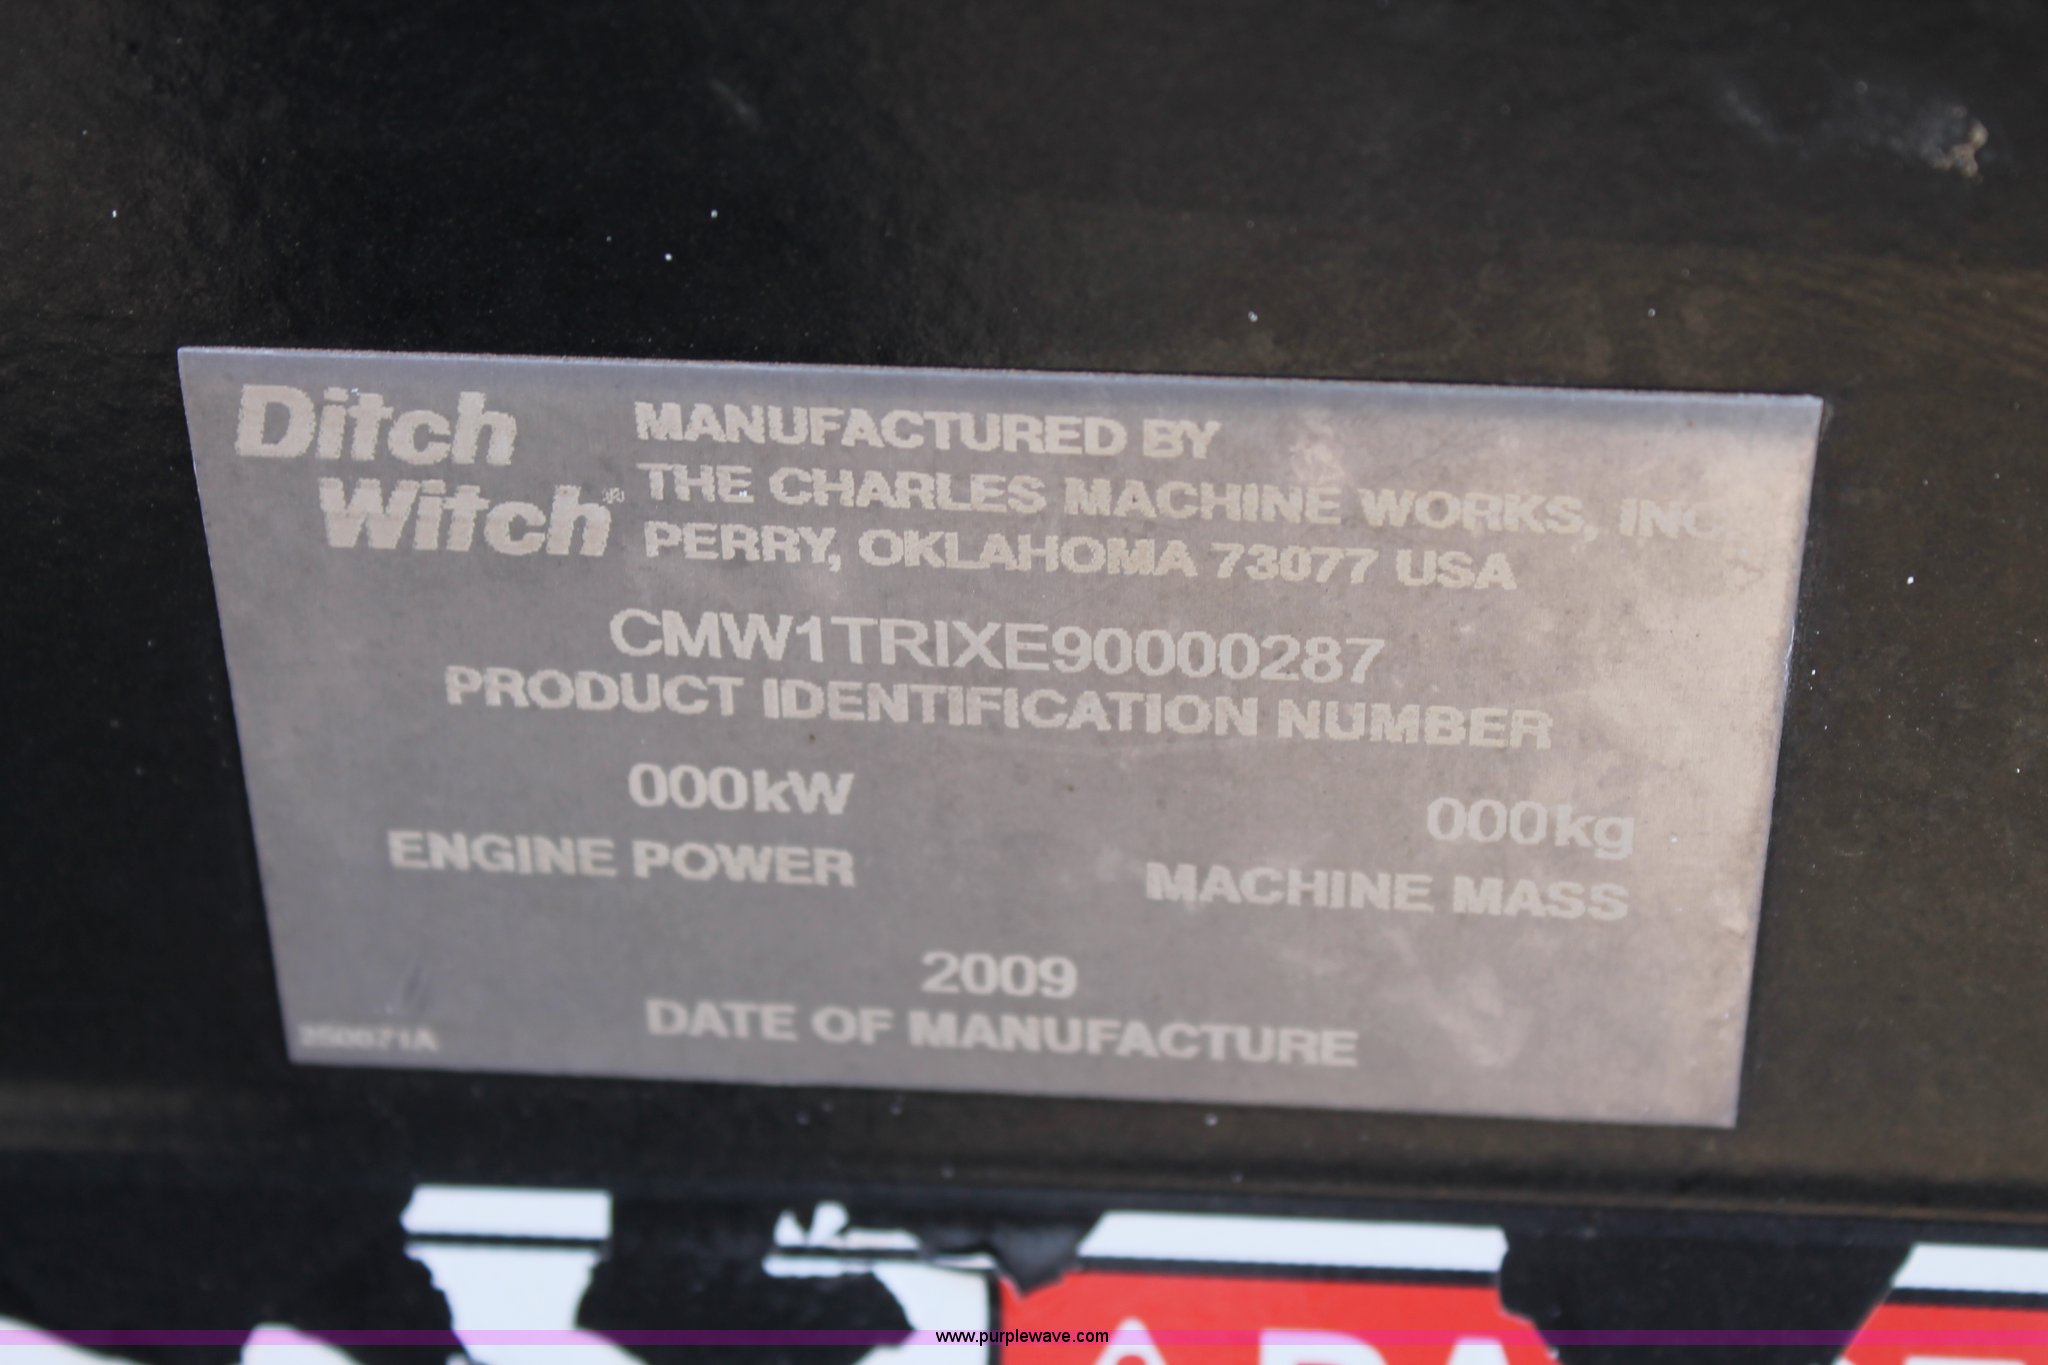 Ditch
Witch®
MANUFACTURED BY
THE CHARLES MACHINE WORKS, INC.
PERRY, OKLAHOMA 73077 USA
CMW1TRIXE90000287
PRODUCT IDENTIFICATION NUMBER
000kW
ENGINE POWER
000kg
MACHINE MASS
2009
DATE OF MANUFACTURE
www.purplewave.com